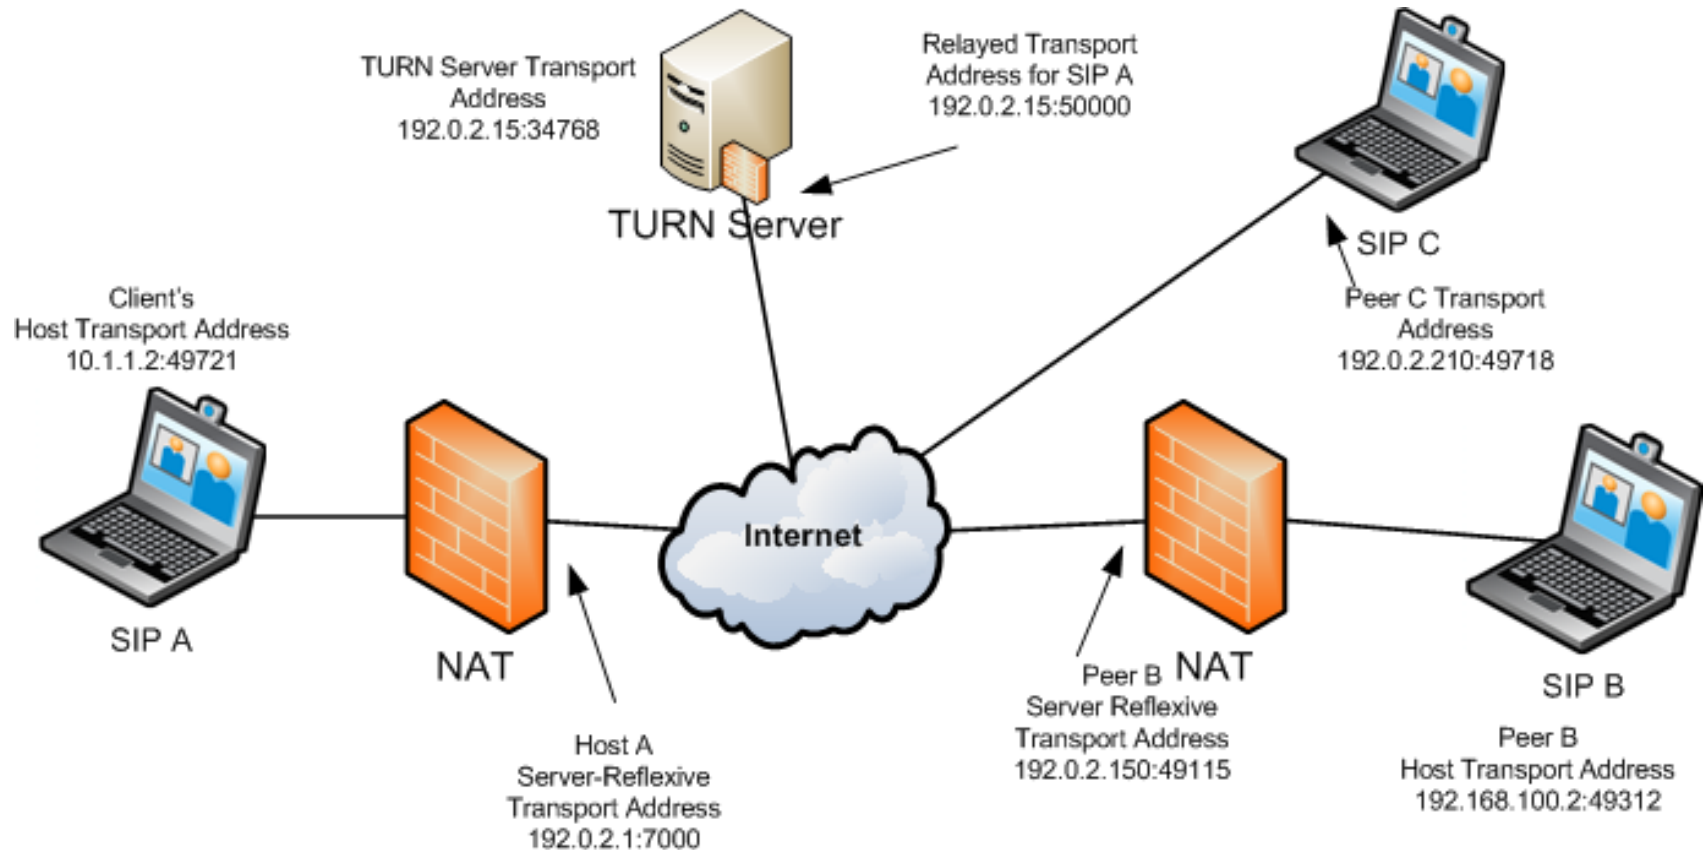 TURN Server Transport
Address
192.0.2.15:34768
Relayed Transport
Address for SIP A
192.0.2.15:50000
TURN Server
SIP C
Peer C Transport
Address
192.0.2.210:49718
Client's
Host Transport Address
10.1.1.2:49721
SIP A
NAT
Internet
Host A
Server-Reflexive
Transport Address
192.0.2.1:7000
Peer B
Server Reflexive
Transport Address
192.0.2.150:49115
NAT
SIP B
Peer B
Host Transport Address
192.168.100.2:49312